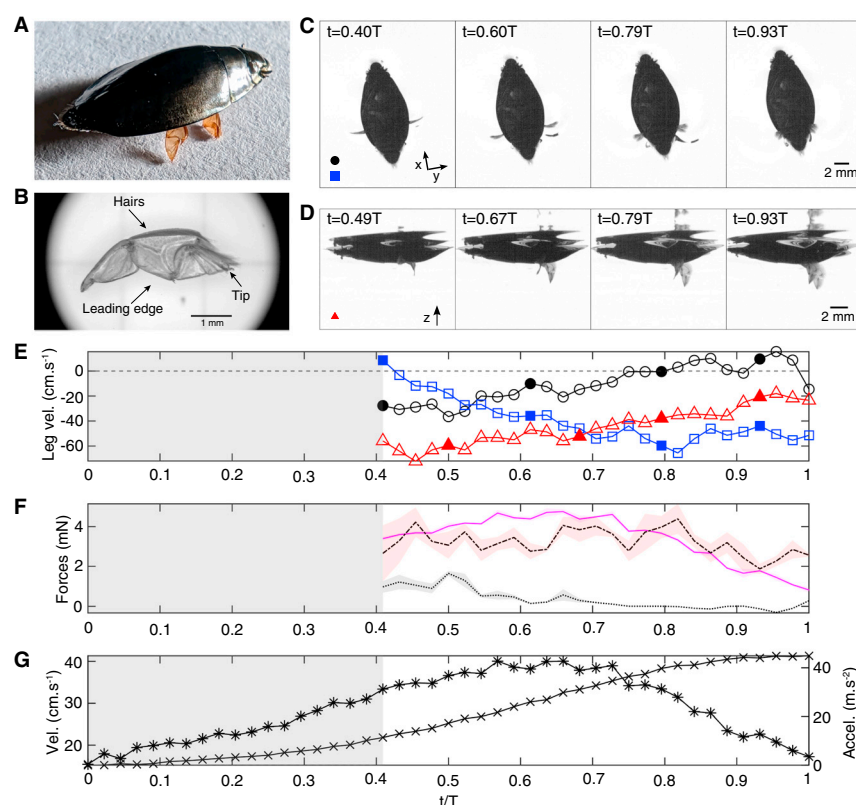 A
B
Hairs
Leading edge
Tip
1 mm
C
t=0.40T
t=0.60T
t=0.79T
t=0.93T
x
y
2 mm
D
t=0.49T
t=0.67T
t=0.79T
t=0.93T
z
2 mm
E
Leg vel. (cm.s⁻¹)
0
-20
-40
-60
0 0.1 0.2 0.3 0.4 0.5 0.6 0.7 0.8 0.9 1
F
Forces (mN)
4
2
0
0 0.1 0.2 0.3 0.4 0.5 0.6 0.7 0.8 0.9 1
G
Vel. (cm.s⁻¹)
40
30
20
40
20
0
Accel. (m.s⁻²)
0 0.1 0.2 0.3 0.4 0.5 0.6 0.7 0.8 0.9 1
t/T